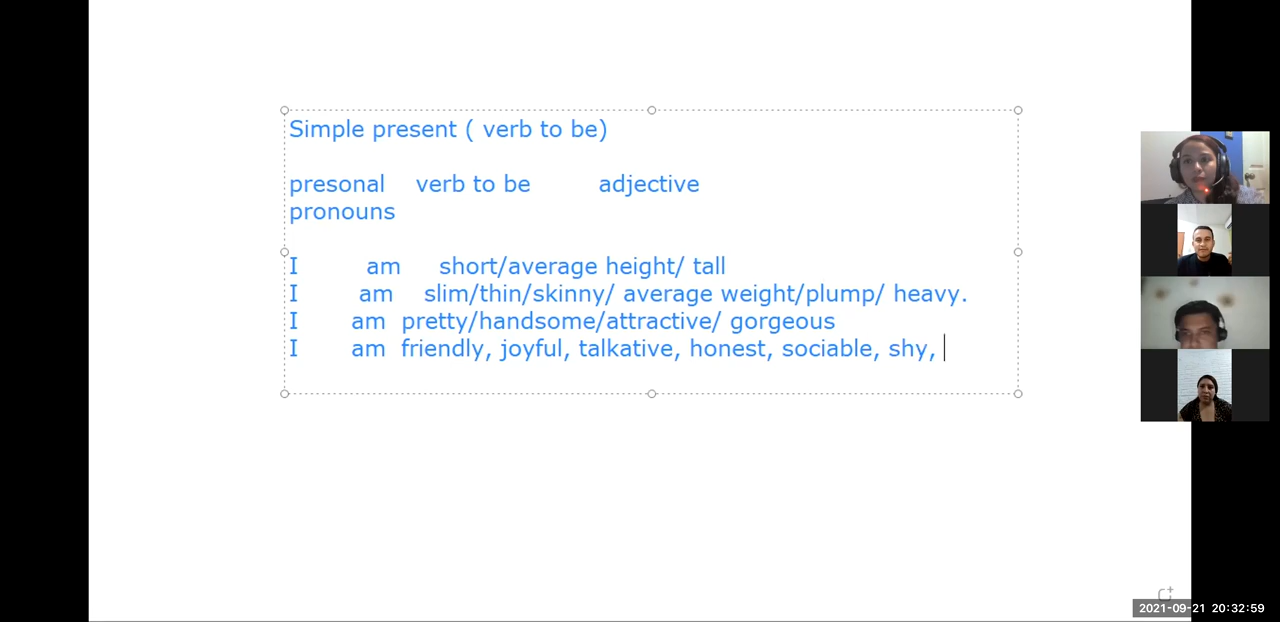 Simple present ( verb to be)
presonal verb to be adjective
pronouns
I am short/average height/ tall
I am slim/thin/skinny/ average weight/plump/ heavy.
I am pretty/handsome/attractive/ gorgeous
I am friendly, joyful, talkative, honest, sociable, shy,
2021-09-21 20:32:59